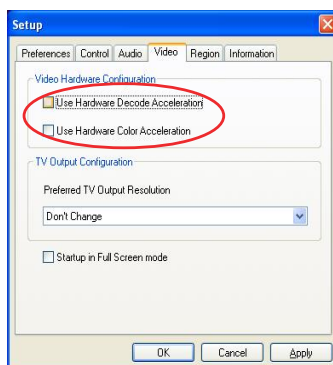 Setup
Preferences Control Audio Video Region Information
Video Hardware Configuration
Use Hardware Decode Acceleration
Use Hardware Color Acceleration
TV Output Configuration
Preferred TV Output Resolution
Don't Change
Startup in Full Screen mode
OK Cancel Apply